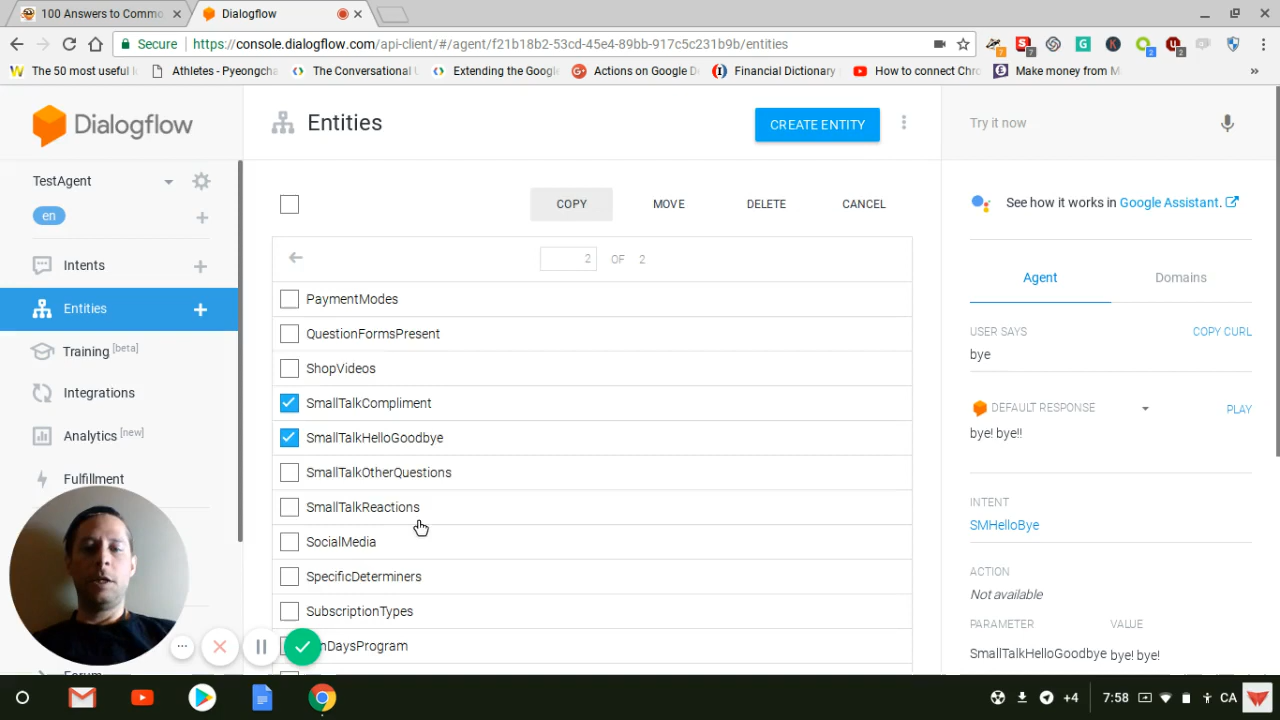 100 Answers to Commo
Dialogflow
Secure
https://console.dialogflow.com/api-client/#/agent/f21b18b2-53cd-45e4-89bb-917c5c231b9b/entities
The 50 most useful I
Athletes - Pyeongcha
The Conversational U
Extending the Google
Actions on Google De
Financial Dictionary
How to connect Chro
Make money from M
»
Dialogflow
Entities
CREATE ENTITY
Try it now
TestAgent
en
COPY
MOVE
DELETE
CANCEL
See how it works in Google Assistant.
2 OF 2
Intents
Entities
Training [beta]
Integrations
Analytics [new]
Fulfillment
PaymentModes
QuestionFormsPresent
ShopVideos
SmallTalkCompliment
SmallTalkHelloGoodbye
SmallTalkOtherQuestions
SmallTalkReactions
SocialMedia
SpecificDeterminers
SubscriptionTypes
nDaysProgram
Agent
Domains
USER SAYS
COPY CURL
bye
DEFAULT RESPONSE
PLAY
bye! bye!!
INTENT
SMHelloBye
ACTION
Not available
PARAMETER
VALUE
SmallTalkHelloGoodbye
bye! bye!
+4
7:58
CA